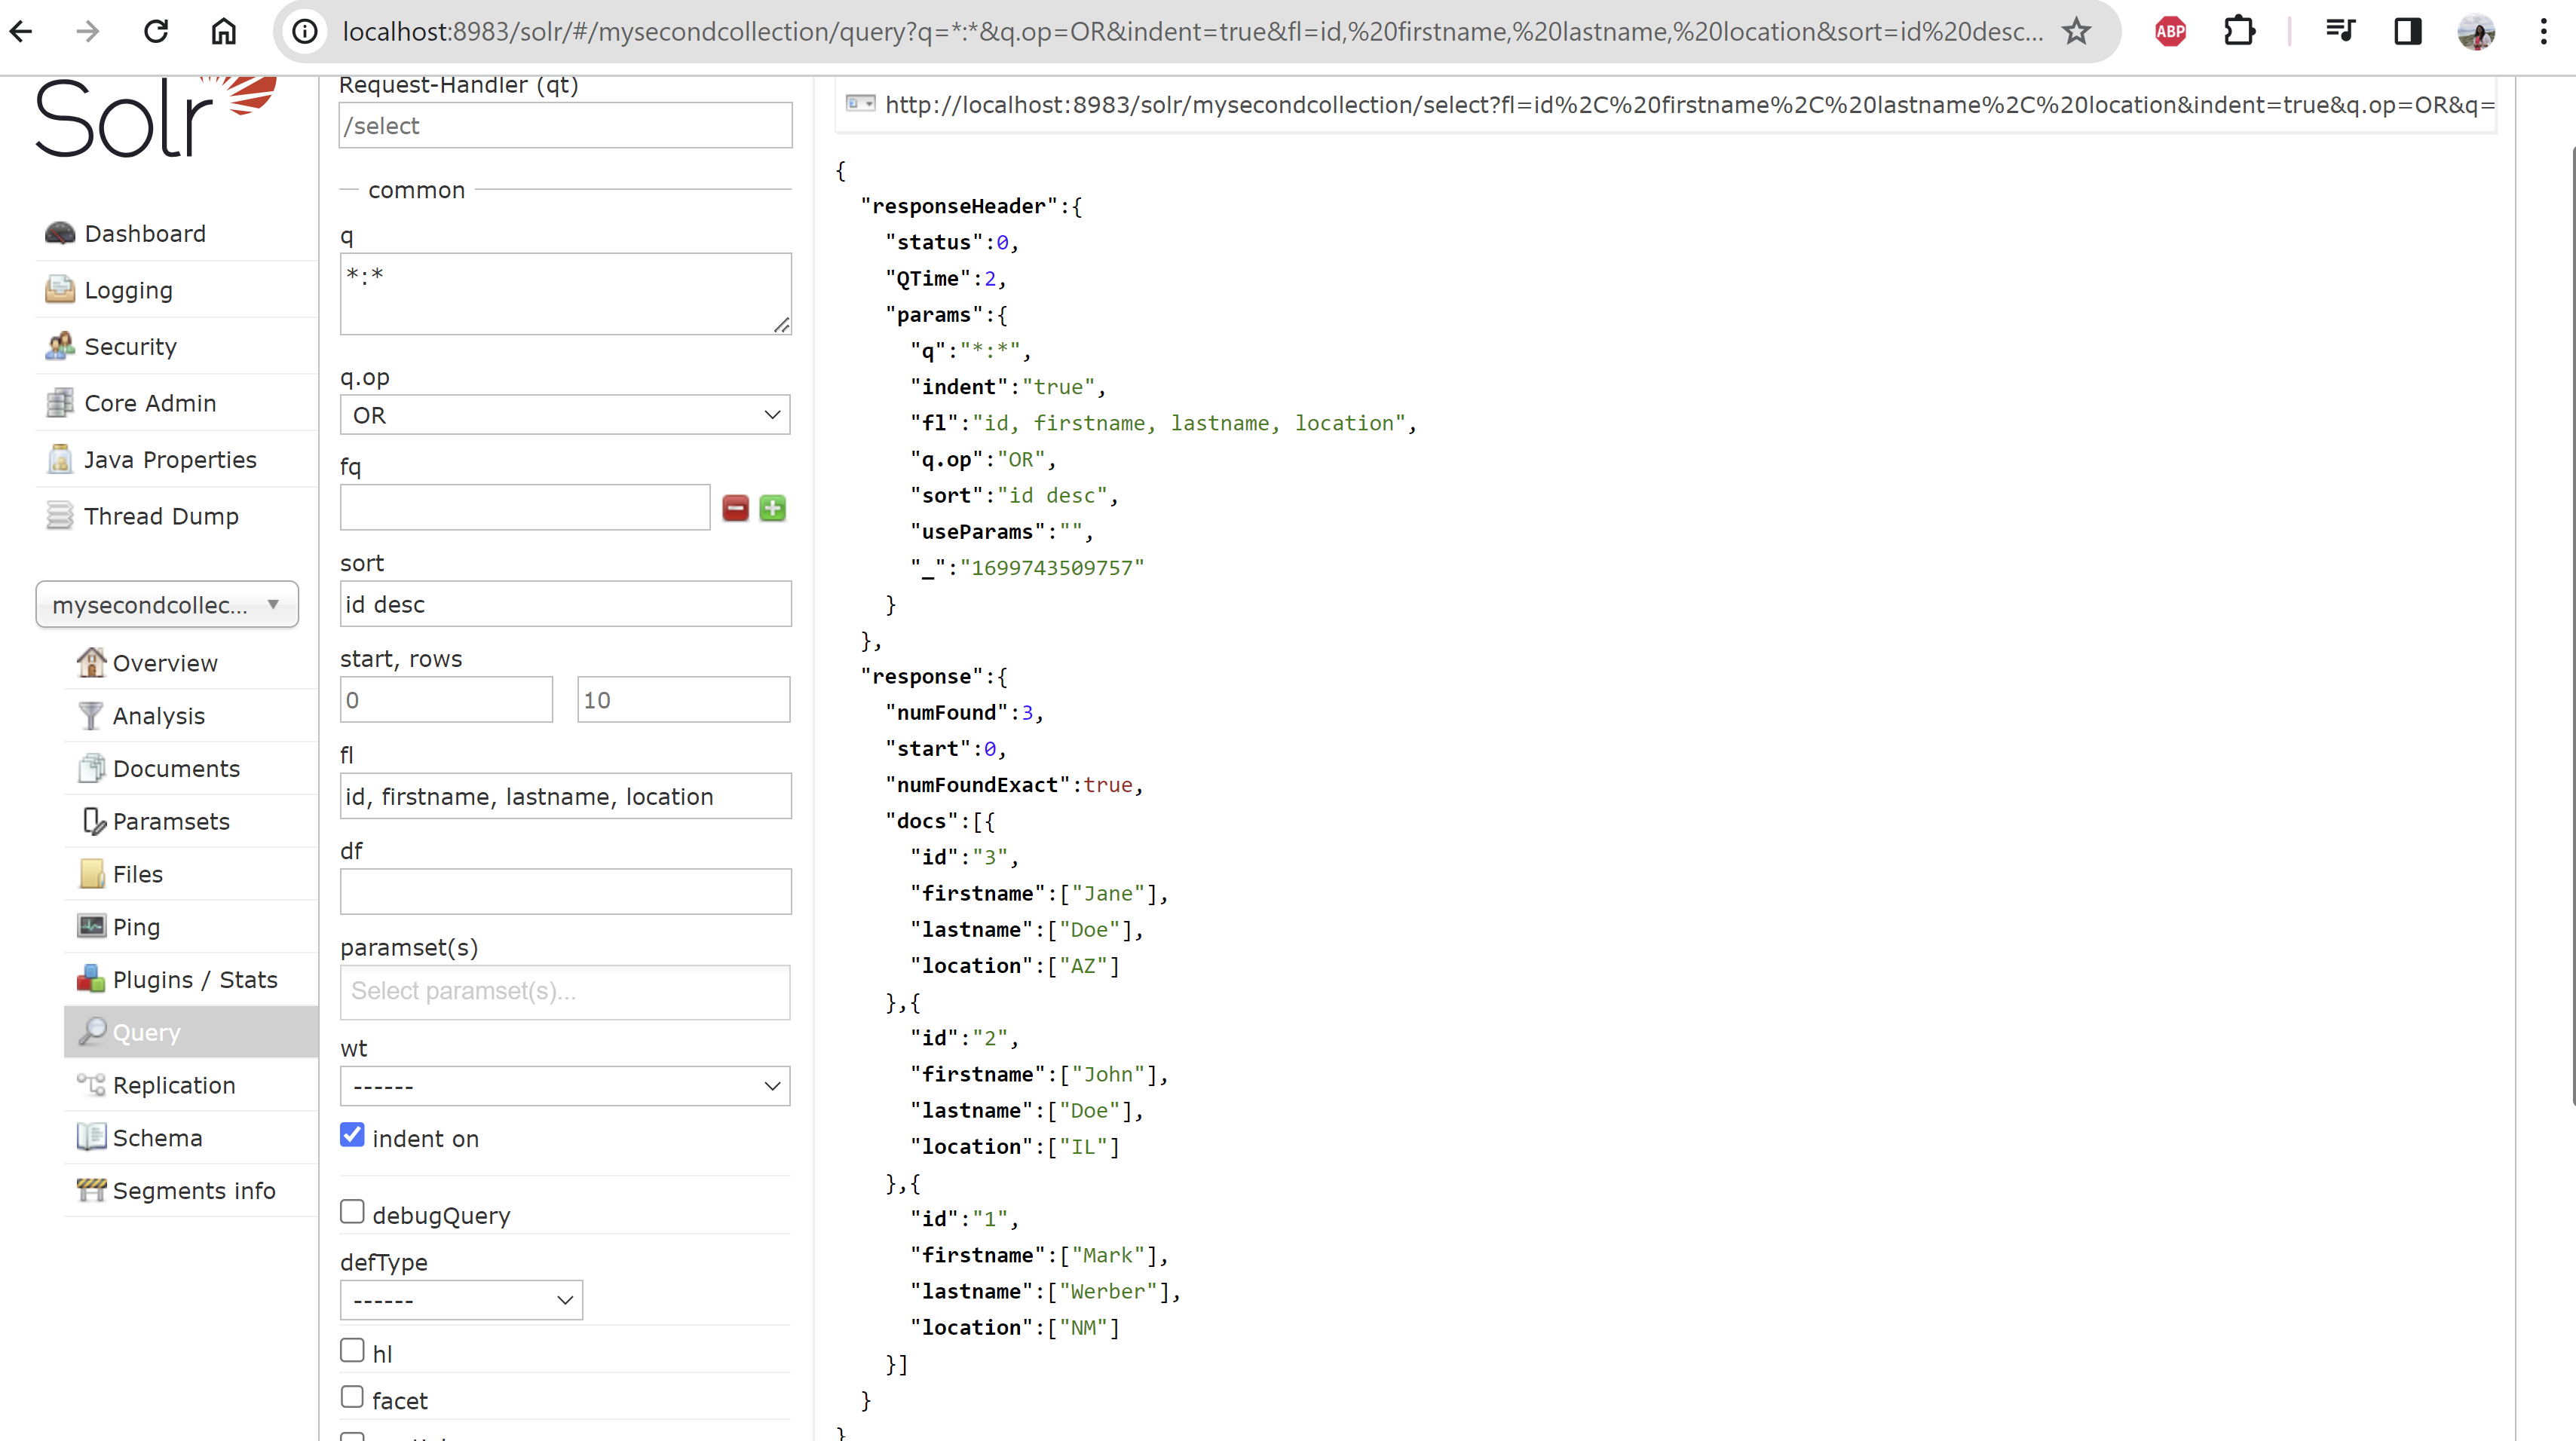 localhost:8983/solr/#/mysecondcollection/query?q=*:*&q.op=OR&indent=true&fl=id,%20firstname,%20lastname,%20location&sort=id%20desc...
ABP
Solr
Dashboard
Logging
Security
Core Admin
Java Properties
Thread Dump
mysecondcollec...
Overview
Analysis
Documents
Paramsets
Files
Ping
Plugins / Stats
Query
Replication
Schema
Segments info
Request-Handler (qt)
/select
common
q
*:*
q.op
OR
fq
sort
id desc
start, rows
0 10
fl
id, firstname, lastname, location
df
paramset(s)
Select paramset(s)...
wt
------
indent on
debugQuery
defType
------
hl
facet
http://localhost:8983/solr/mysecondcollection/select?fl=id%2C%20firstname%2C%20lastname%2C%20location&indent=true&q.op=OR&q=
{
"responseHeader":{
"status":0,
"QTime":2,
"params":{
"q":"*:*",
"indent":"true",
"fl":"id, firstname, lastname, location",
"q.op":"OR",
"sort":"id desc",
"useParams":"",
"_":"1699743509757"
}
},
"response":{
"numFound":3,
"start":0,
"numFoundExact":true,
"docs":[{
"id":"3",
"firstname":["Jane"],
"lastname":["Doe"],
"location":["AZ"]
},{
"id":"2",
"firstname":["John"],
"lastname":["Doe"],
"location":["IL"]
},{
"id":"1",
"firstname":["Mark"],
"lastname":["Werber"],
"location":["NM"]
}]
}
}